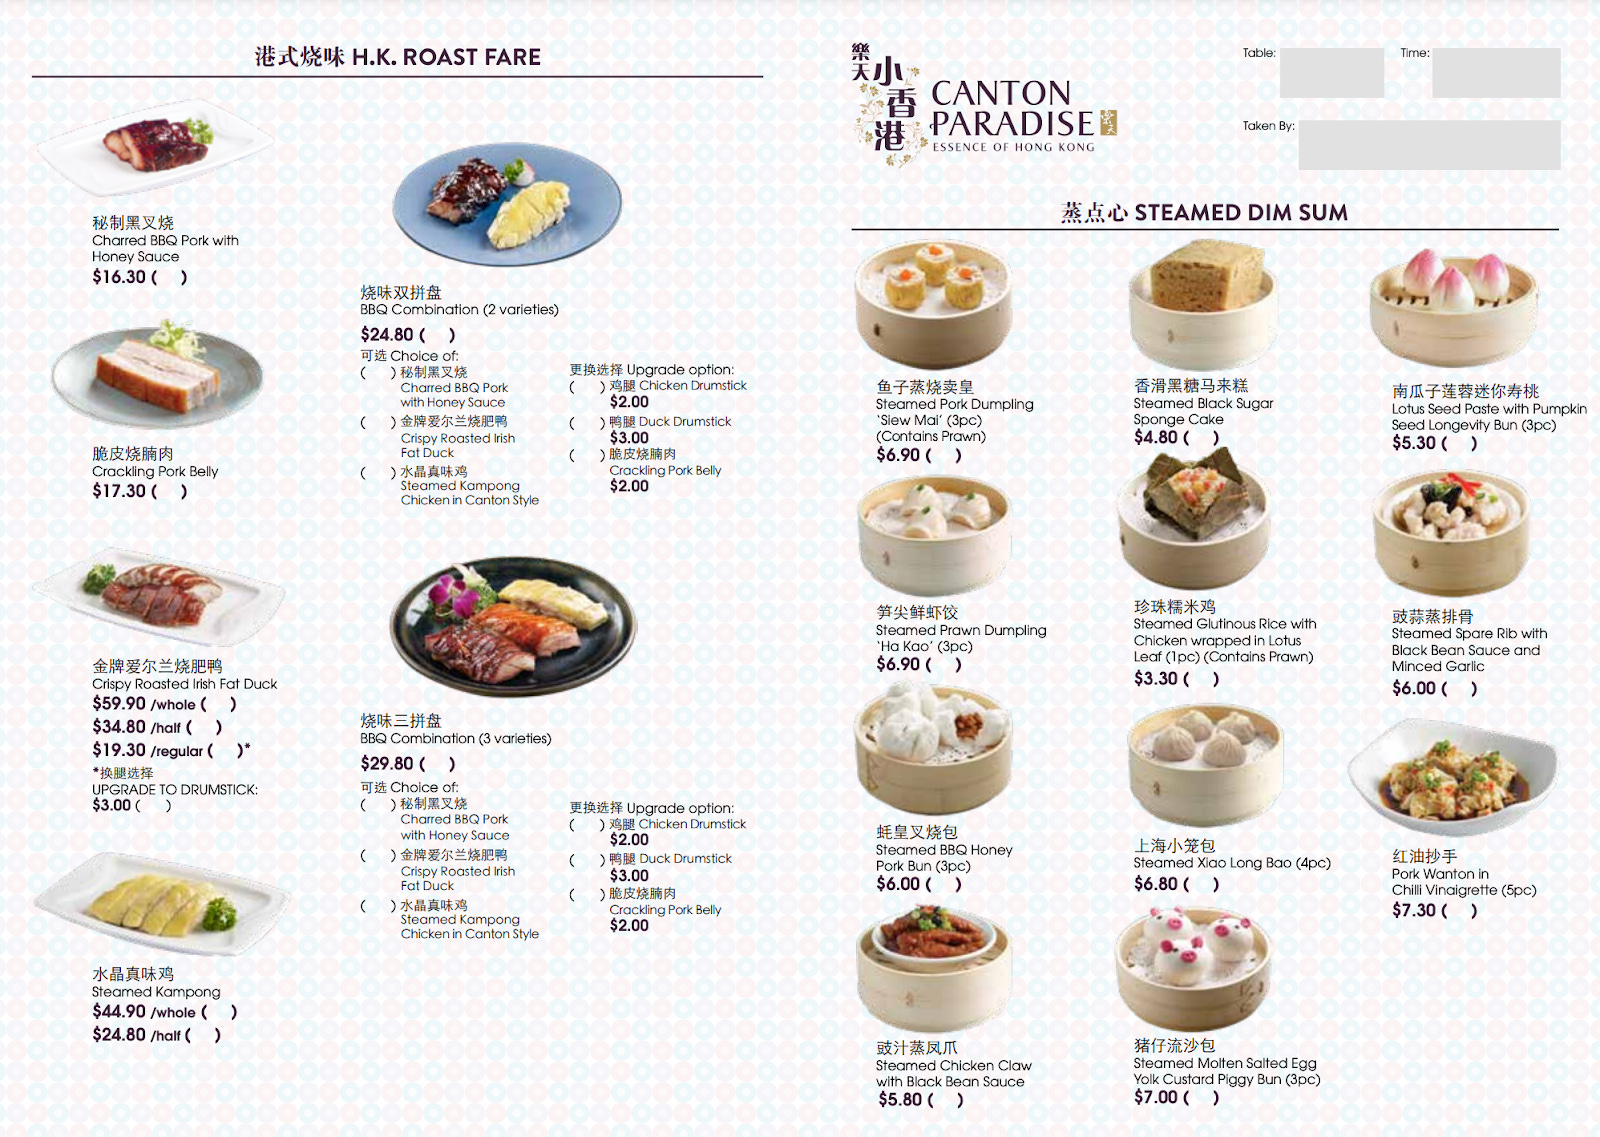 港式烧味 H.K. ROAST FARE
秘制黑叉烧
Charred BBQ Pork with
Honey Sauce
$16.30 (    )
脆皮烧腩肉
Crackling Pork Belly
$17.30 (    )
金牌爱尔兰烧肥鸭
Crispy Roasted Irish Fat Duck
$59.90 /whole (    )
$34.80 /half (    )
$19.30 /regular (    )*
*换腿选择
UPGRADE TO DRUMSTICK:
$3.00 (    )
水晶真味鸡
Steamed Kampong
$44.90 /whole (    )
$24.80 /half (    )
烧味双拼盘
BBQ Combination (2 varieties)
$24.80 (    )
可选 Choice of:
(    ) 秘制黑叉烧
Charred BBQ Pork
with Honey Sauce
(    ) 金牌爱尔兰烧肥鸭
Crispy Roasted Irish
Fat Duck
(    ) 水晶真味鸡
Steamed Kampong
Chicken in Canton Style
更换选择 Upgrade option:
(    ) 鸡腿 Chicken Drumstick
$2.00
(    ) 鸭腿 Duck Drumstick
$3.00
(    ) 脆皮烧腩肉
Crackling Pork Belly
$2.00
烧味三拼盘
BBQ Combination (3 varieties)
$29.80 (    )
可选 Choice of:
(    ) 秘制黑叉烧
Charred BBQ Pork
with Honey Sauce
(    ) 金牌爱尔兰烧肥鸭
Crispy Roasted Irish
Fat Duck
(    ) 水晶真味鸡
Steamed Kampong
Chicken in Canton Style
更换选择 Upgrade option:
(    ) 鸡腿 Chicken Drumstick
$2.00
(    ) 鸭腿 Duck Drumstick
$3.00
(    ) 脆皮烧腩肉
Crackling Pork Belly
$2.00
樂天
小香港
CANTON
PARADISE
樂天
ESSENCE OF HONG KONG
Table:
Time:
Taken By:
蒸点心 STEAMED DIM SUM
鱼子蒸烧卖皇
Steamed Pork Dumpling
‘Siew Mai’ (3pc)
(Contains Prawn)
$6.90 (    )
香滑黑糖马来糕
Steamed Black Sugar
Sponge Cake
$4.80 (    )
南瓜子莲蓉迷你寿桃
Lotus Seed Paste with Pumpkin
Seed Longevity Bun (3pc)
$5.30 (    )
笋尖鲜虾饺
Steamed Prawn Dumpling
‘Ha Kao’ (3pc)
$6.90 (    )
珍珠糯米鸡
Steamed Glutinous Rice with
Chicken wrapped in Lotus
Leaf (1pc) (Contains Prawn)
$3.30 (    )
豉蒜蒸排骨
Steamed Spare Rib with
Black Bean Sauce and
Minced Garlic
$6.00 (    )
蚝皇叉烧包
Steamed BBQ Honey
Pork Bun (3pc)
$6.00 (    )
上海小笼包
Steamed Xiao Long Bao (4pc)
$6.80 (    )
红油抄手
Pork Wanton in
Chilli Vinaigrette (5pc)
$7.30 (    )
豉汁蒸凤爪
Steamed Chicken Claw
with Black Bean Sauce
$5.80 (    )
猪仔流沙包
Steamed Molten Salted Egg
Yolk Custard Piggy Bun (3pc)
$7.00 (    )